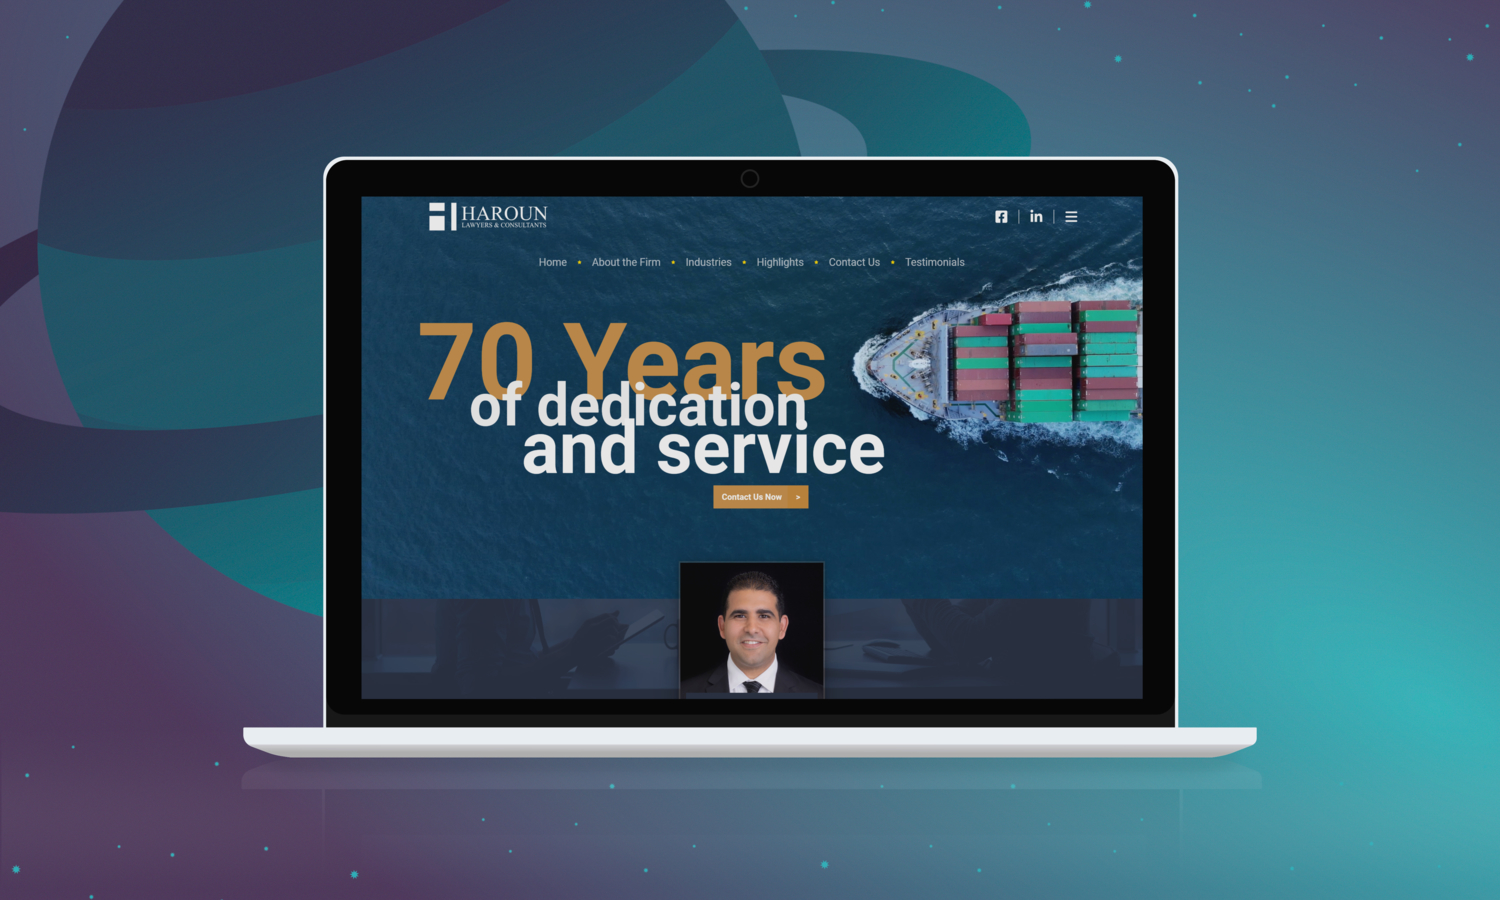 HAROUN
LAWYERS & CONSULTANTS
Home • About the Firm • Industries • Highlights • Contact Us • Testimonials
70 Years
of dedication
and service
Contact Us Now >